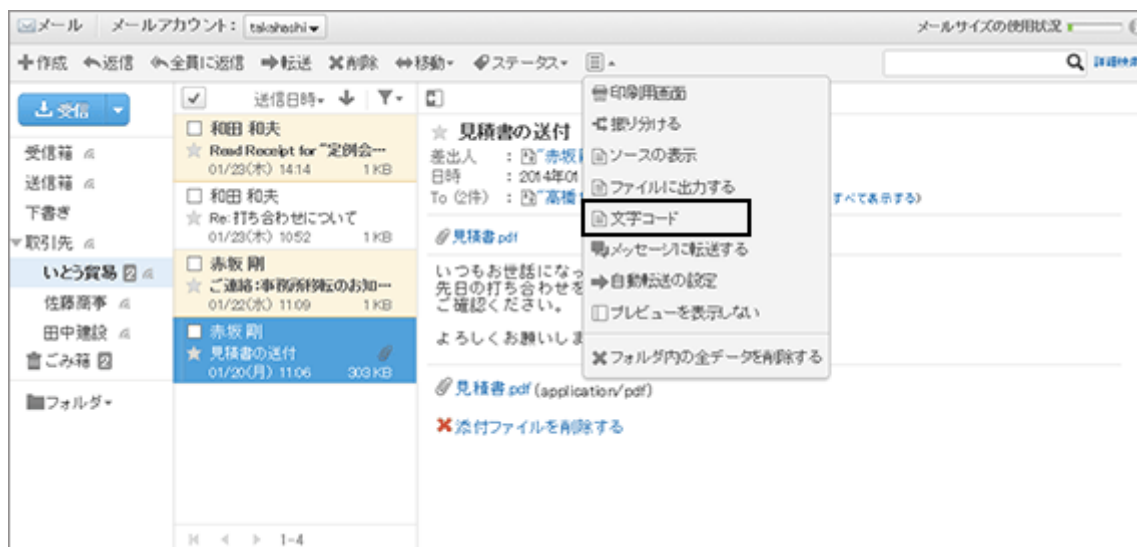 メール メールアカウント： takahashi メールサイズの使用状況
作成 返信 全員に返信 転送 削除 移動 ステータス 詳細検索
受信
受信箱
送信箱
下書き
取引先
いとう貿易 2
佐藤商事
田中建設
ごみ箱 2
フォルダ
送信日時
和田 和夫
Read Receipt for "定例会…
01/23(木) 14:14 1 KB
和田 和夫
Re: 打ち合わせについて
01/23(木) 10:52 1 KB
赤坂 剛
ご連絡：事務所移転のお知…
01/22(水) 11:09 1 KB
赤坂 剛
見積書の送付
01/20(月) 11:06 303 KB
1-4
見積書の送付
差出人 ： "赤坂
日時 ： 2014年01
To (2件) ： "高橋 すべて表示する)
見積書.pdf
いつもお世話になっ
先日の打ち合わせを
ご確認ください。
よろしくお願いしま
見積書.pdf (application/pdf)
添付ファイルを削除する
印刷用画面
振り分ける
ソースの表示
ファイルに出力する
文字コード
メッセージに転送する
自動転送の設定
プレビューを表示しない
フォルダ内の全データを削除する